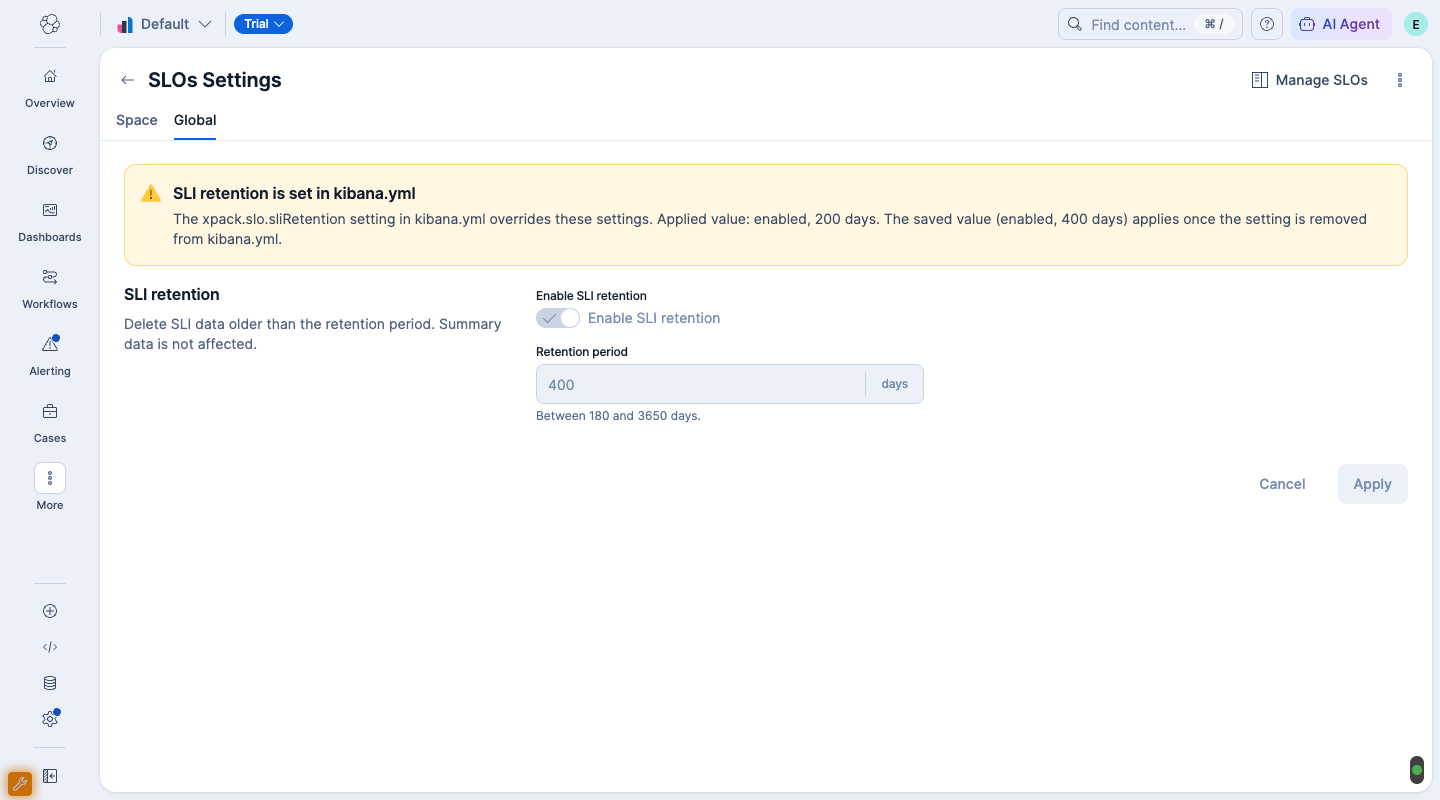 Default
Trial
Find content...
⌘ /
AI Agent
E
Overview
Discover
Dashboards
Workflows
Alerting
Cases
More
SLOs Settings
Manage SLOs
Space
Global
SLI retention is set in kibana.yml
The xpack.slo.sliRetention setting in kibana.yml overrides these settings. Applied value: enabled, 200 days. The saved value (enabled, 400 days) applies once the setting is removed
from kibana.yml.
SLI retention
Delete SLI data older than the retention period. Summary
data is not affected.
Enable SLI retention
Enable SLI retention
Retention period
400
days
Between 180 and 3650 days.
Cancel
Apply